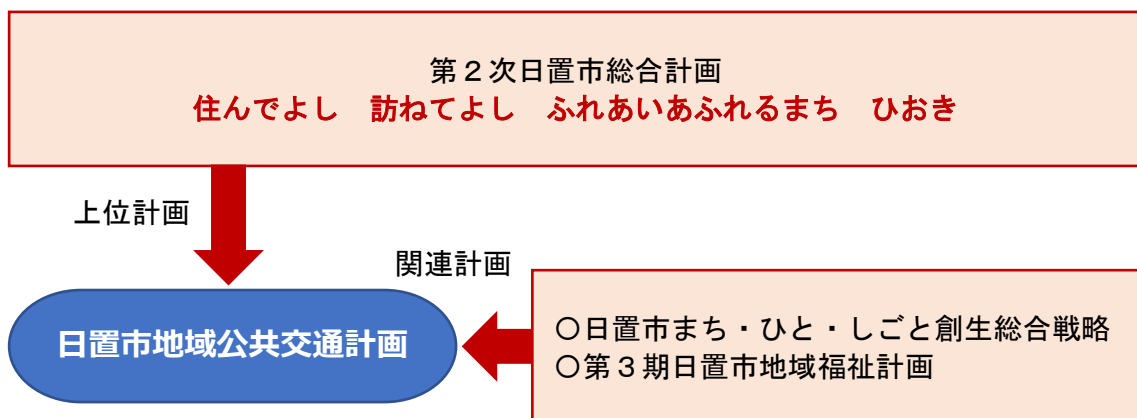 第２次日置市総合計画
住んでよし　訪ねてよし　ふれあいあふれるまち　ひおき
上位計画
関連計画
日置市地域公共交通計画
〇日置市まち・ひと・しごと創生総合戦略
〇第３期日置市地域福祉計画